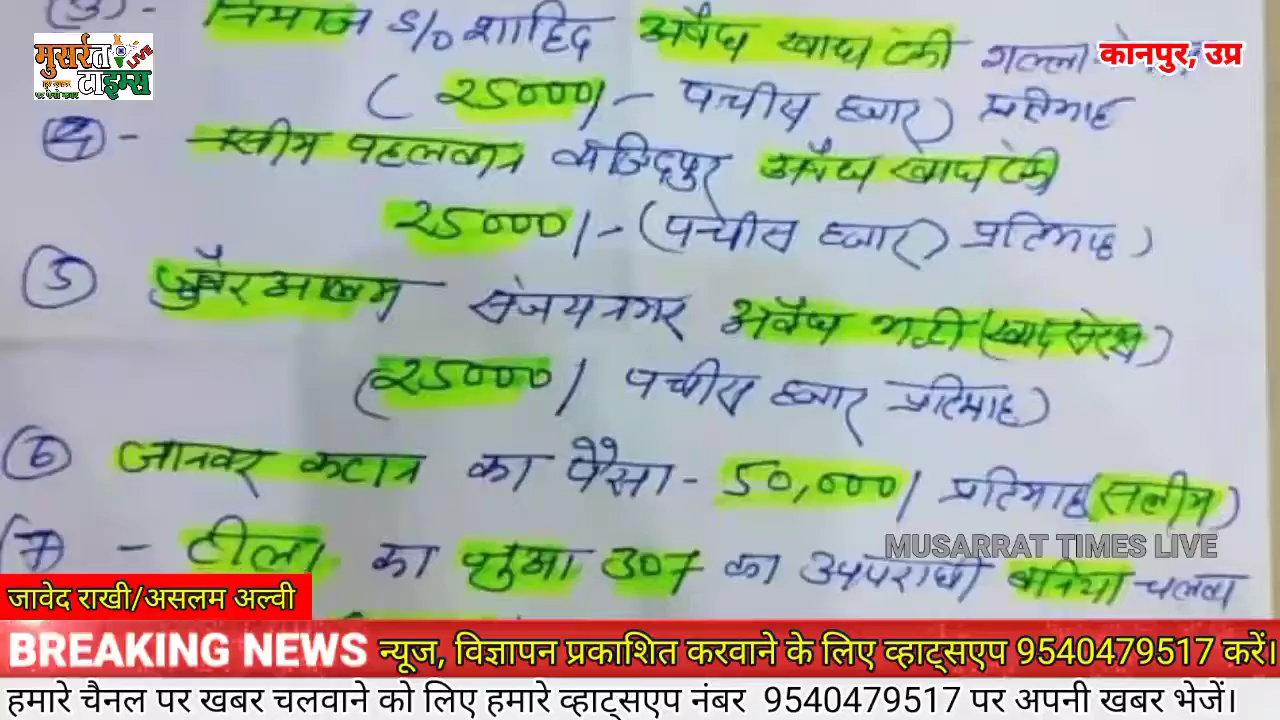 (3)- नियाज S/o शाहिद अवैध खाद्य टंकी गल्ला
(25000/- पच्चीस हजार) प्रतिमाह
मुसर्रत टाइम्स
LIVE
कानपुर, उप्र
(4)- पहलवान वाजिदपुर अवैध खाद्य टंकी
25000/- (पच्चीस हजार) प्रतिमाह)
(5) जुबैर आलम संजयनगर अवैध भट्टी
(25000/ पच्चीस हजार प्रतिमाह)
(6) जानवर कटान का पैसा- 50,000/ प्रतिमाह (सलीम)
(7) - टीला का जुआ 307 का अपराधी चलवा
MUSARRAT TIMES LIVE
जावेद राखी/असलम अल्वी
BREAKING NEWS न्यूज, विज्ञापन प्रकाशित करवाने के लिए व्हाट्सएप 9540479517 करें।
हमारे चैनल पर खबर चलवाने को लिए हमारे व्हाट्सएप नंबर 9540479517 पर अपनी खबर भेजें।